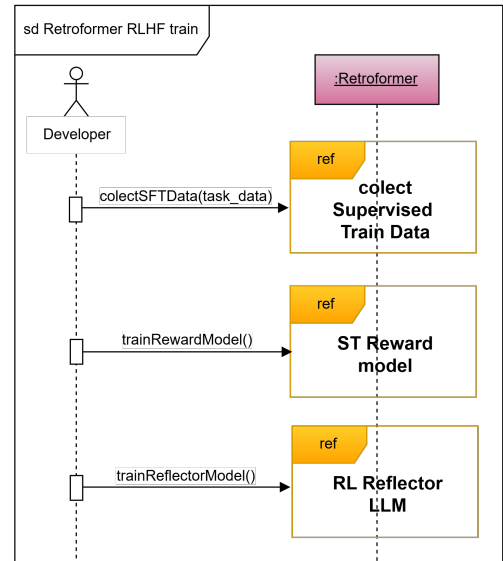 sd Retroformer RLHF train
:Retroformer
Developer
ref
colectSFTData(task_data)
colect
Supervised
Train Data
ref
trainRewardModel()
ST Reward
model
ref
trainReflectorModel()
RL Reflector
LLM